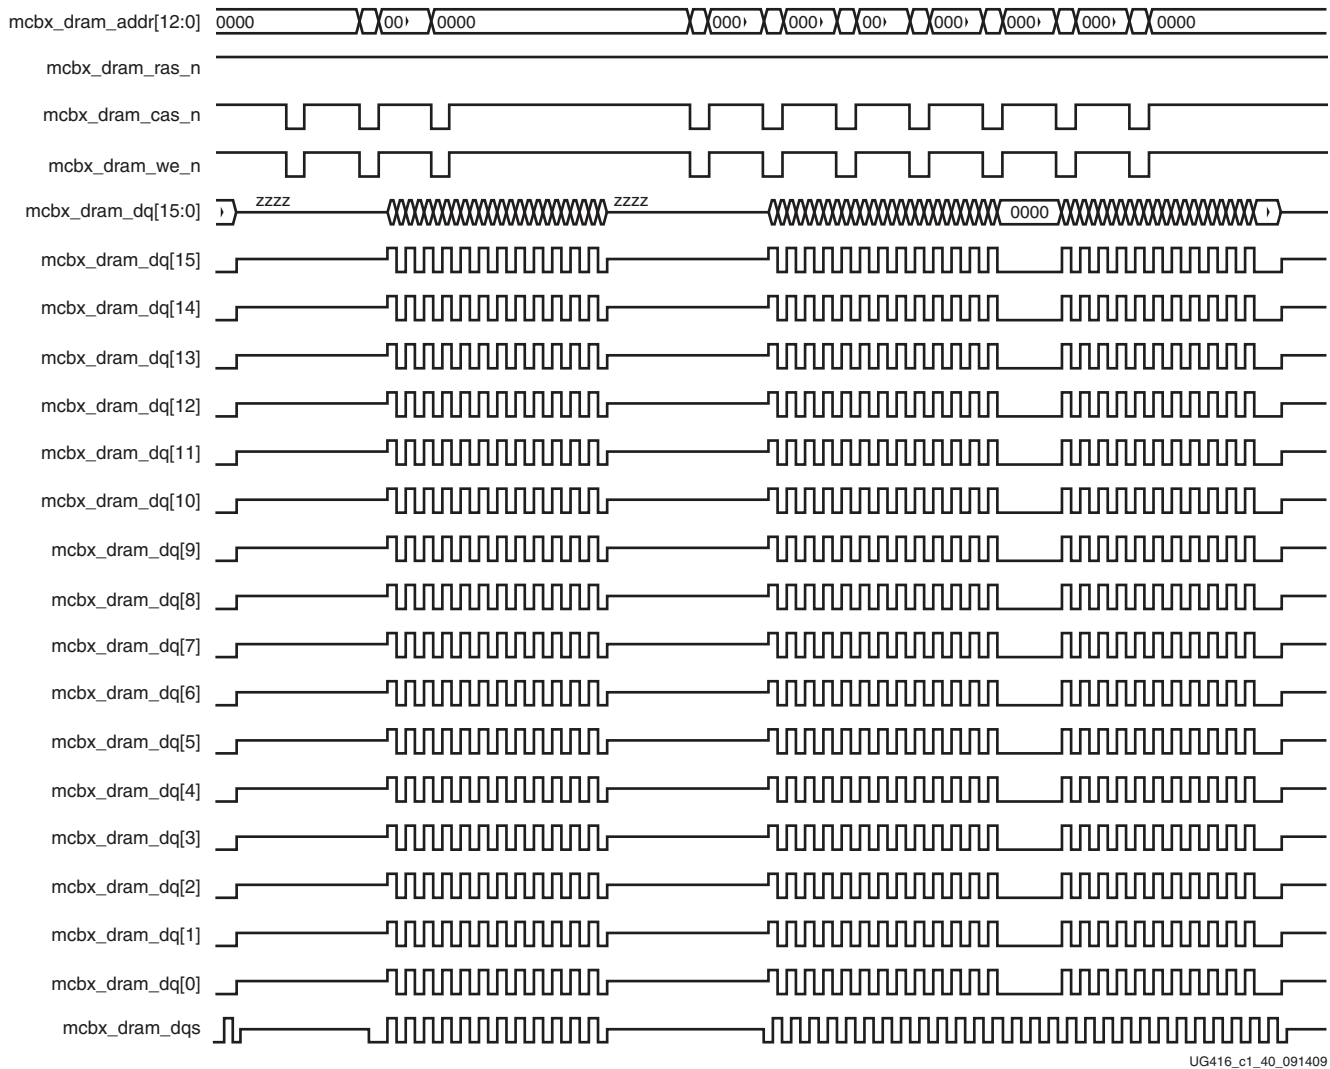 mcbx_dram_addr[12:0] 0000 00 0000 000 000 00 000 000 000 0000
mcbx_dram_ras_n
mcbx_dram_cas_n
mcbx_dram_we_n
mcbx_dram_dq[15:0] zzzz zzzz 0000
mcbx_dram_dq[15]
mcbx_dram_dq[14]
mcbx_dram_dq[13]
mcbx_dram_dq[12]
mcbx_dram_dq[11]
mcbx_dram_dq[10]
mcbx_dram_dq[9]
mcbx_dram_dq[8]
mcbx_dram_dq[7]
mcbx_dram_dq[6]
mcbx_dram_dq[5]
mcbx_dram_dq[4]
mcbx_dram_dq[3]
mcbx_dram_dq[2]
mcbx_dram_dq[1]
mcbx_dram_dq[0]
mcbx_dram_dqs
UG416_c1_40_091409